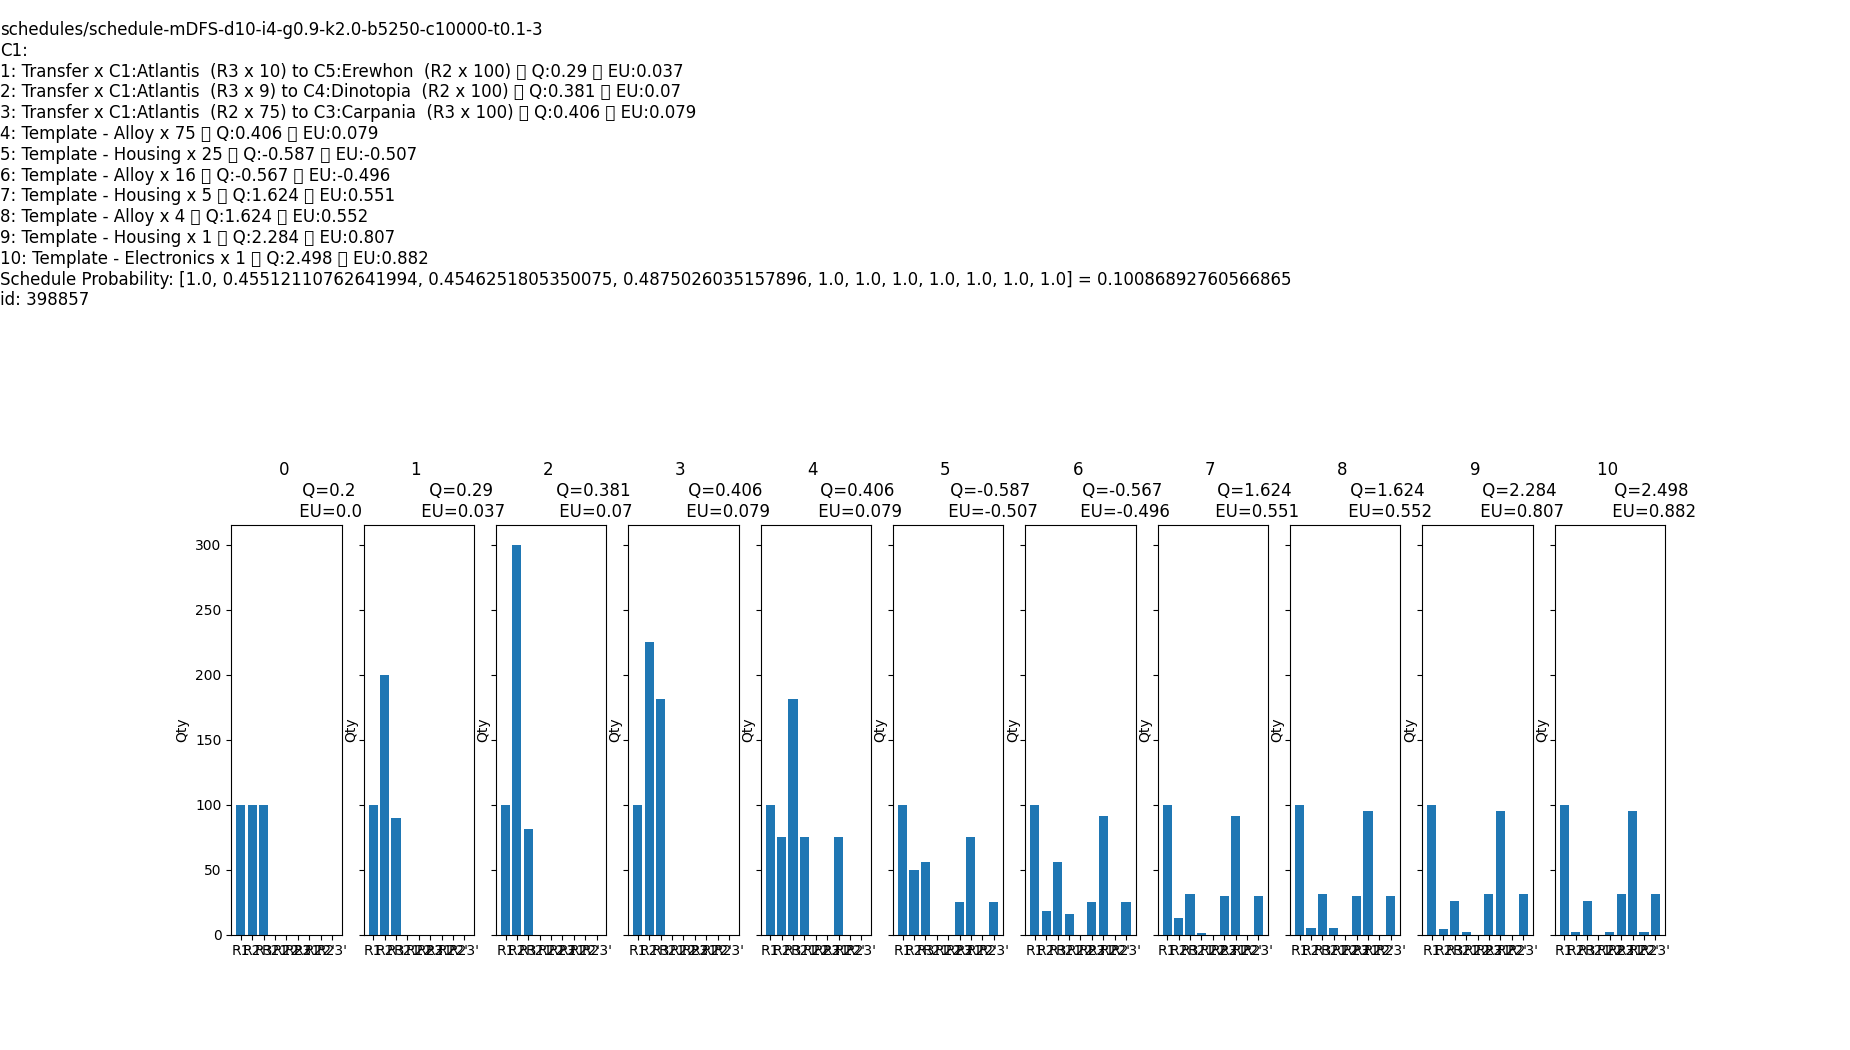 schedules/schedule-mDFS-d10-i4-g0.9-k2.0-b5250-c10000-t0.1-3
C1:
1: Transfer x C1:Atlantis  (R3 x 10) to C5:Erewhon  (R2 x 100) ▯ Q:0.29 ▯ EU:0.037
2: Transfer x C1:Atlantis  (R3 x 9) to C4:Dinotopia  (R2 x 100) ▯ Q:0.381 ▯ EU:0.07
3: Transfer x C1:Atlantis  (R2 x 75) to C3:Carpania  (R3 x 100) ▯ Q:0.406 ▯ EU:0.079
4: Template - Alloy x 75 ▯ Q:0.406 ▯ EU:0.079
5: Template - Housing x 25 ▯ Q:-0.587 ▯ EU:-0.507
6: Template - Alloy x 16 ▯ Q:-0.567 ▯ EU:-0.496
7: Template - Housing x 5 ▯ Q:1.624 ▯ EU:0.551
8: Template - Alloy x 4 ▯ Q:1.624 ▯ EU:0.552
9: Template - Housing x 1 ▯ Q:2.284 ▯ EU:0.807
10: Template - Electronics x 1 ▯ Q:2.498 ▯ EU:0.882
Schedule Probability: [1.0, 0.45512110762641994, 0.4546251805350075, 0.4875026035157896, 1.0, 1.0, 1.0, 1.0, 1.0, 1.0, 1.0] = 0.10086892760566865
id: 398857
0 1 2 3 4 5 6 7 8 9 10
Q=0.2 Q=0.29 Q=0.381 Q=0.406 Q=0.406 Q=-0.587 Q=-0.567 Q=1.624 Q=1.624 Q=2.284 Q=2.498
EU=0.0 EU=0.037 EU=0.07 EU=0.079 EU=0.079 EU=-0.507 EU=-0.496 EU=0.551 EU=0.552 EU=0.807 EU=0.882
300
250
200
150
100
50
0
Qty Qty Qty Qty Qty Qty Qty Qty Qty Qty Qty